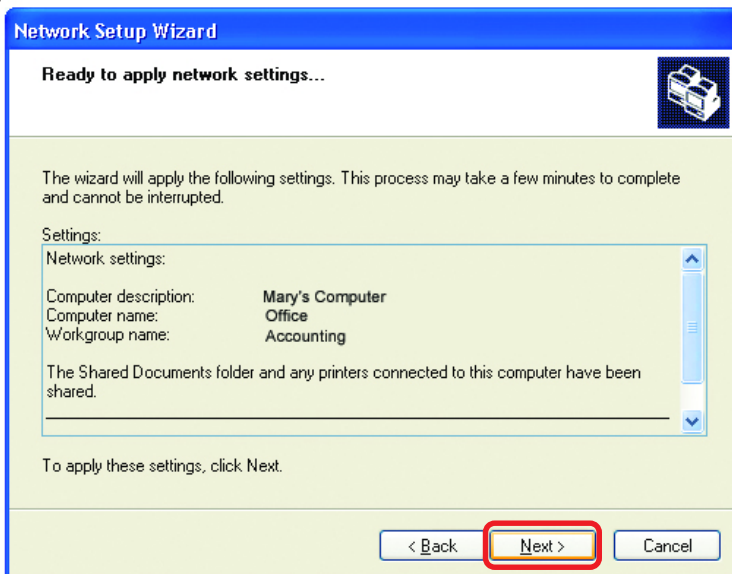 Network Setup Wizard
Ready to apply network settings...
The wizard will apply the following settings. This process may take a few minutes to complete
and cannot be interrupted.
Settings:
Network settings:
Computer description: Mary's Computer
Computer name: Office
Workgroup name: Accounting
The Shared Documents folder and any printers connected to this computer have been
shared.
To apply these settings, click Next.
< Back Next > Cancel